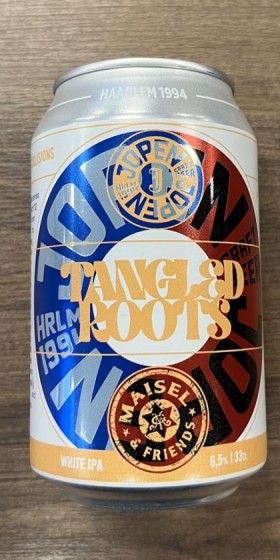 HAARLEM 1994
JOPEN
J
JOPEN
TANGLED
ROOTS
HRLM
1994
MAISEL
& FRIENDS
WHITE IPA
6,5% | 33cl